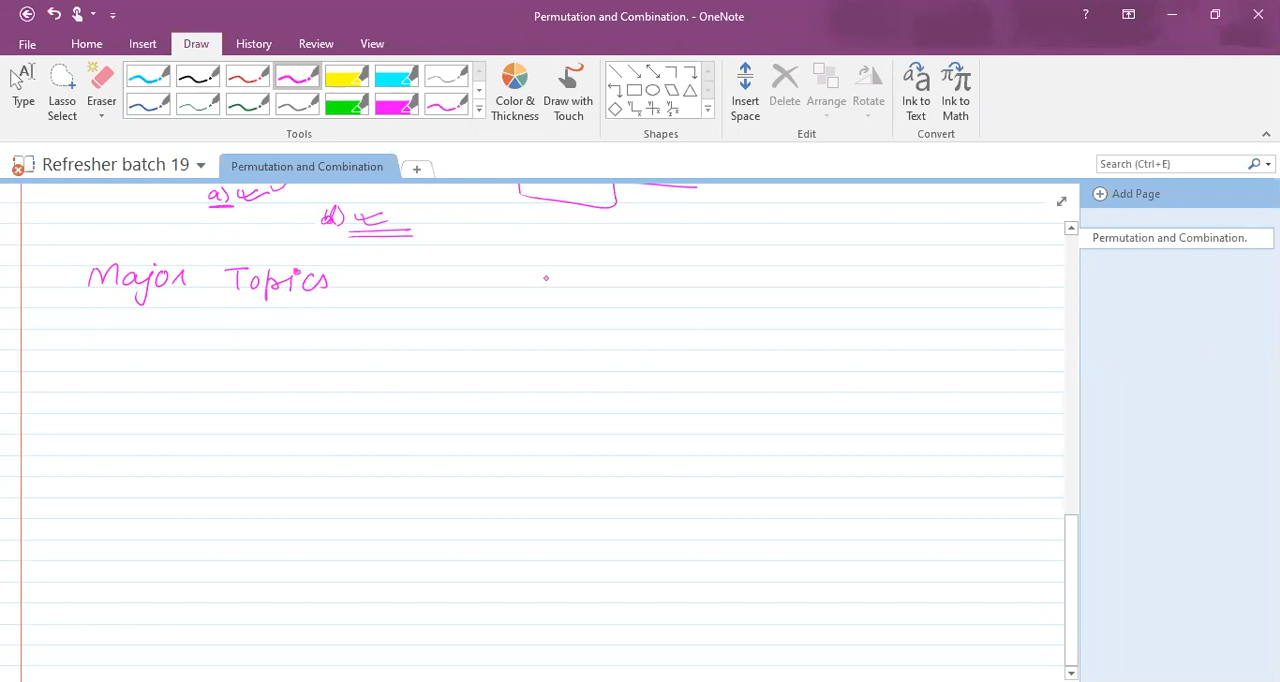 Permutation and Combination. - OneNote
?
File Home Insert Draw History Review View
Type
Lasso Select
Eraser
Color & Thickness
Draw with Touch
Insert Space
Delete
Arrange
Rotate
Ink to Text
Ink to Math
Tools
Shapes
Edit
Convert
Refresher batch 19
Permutation and Combination
Search (Ctrl+E)
Add Page
Permutation and Combination.
a)
Major Topics